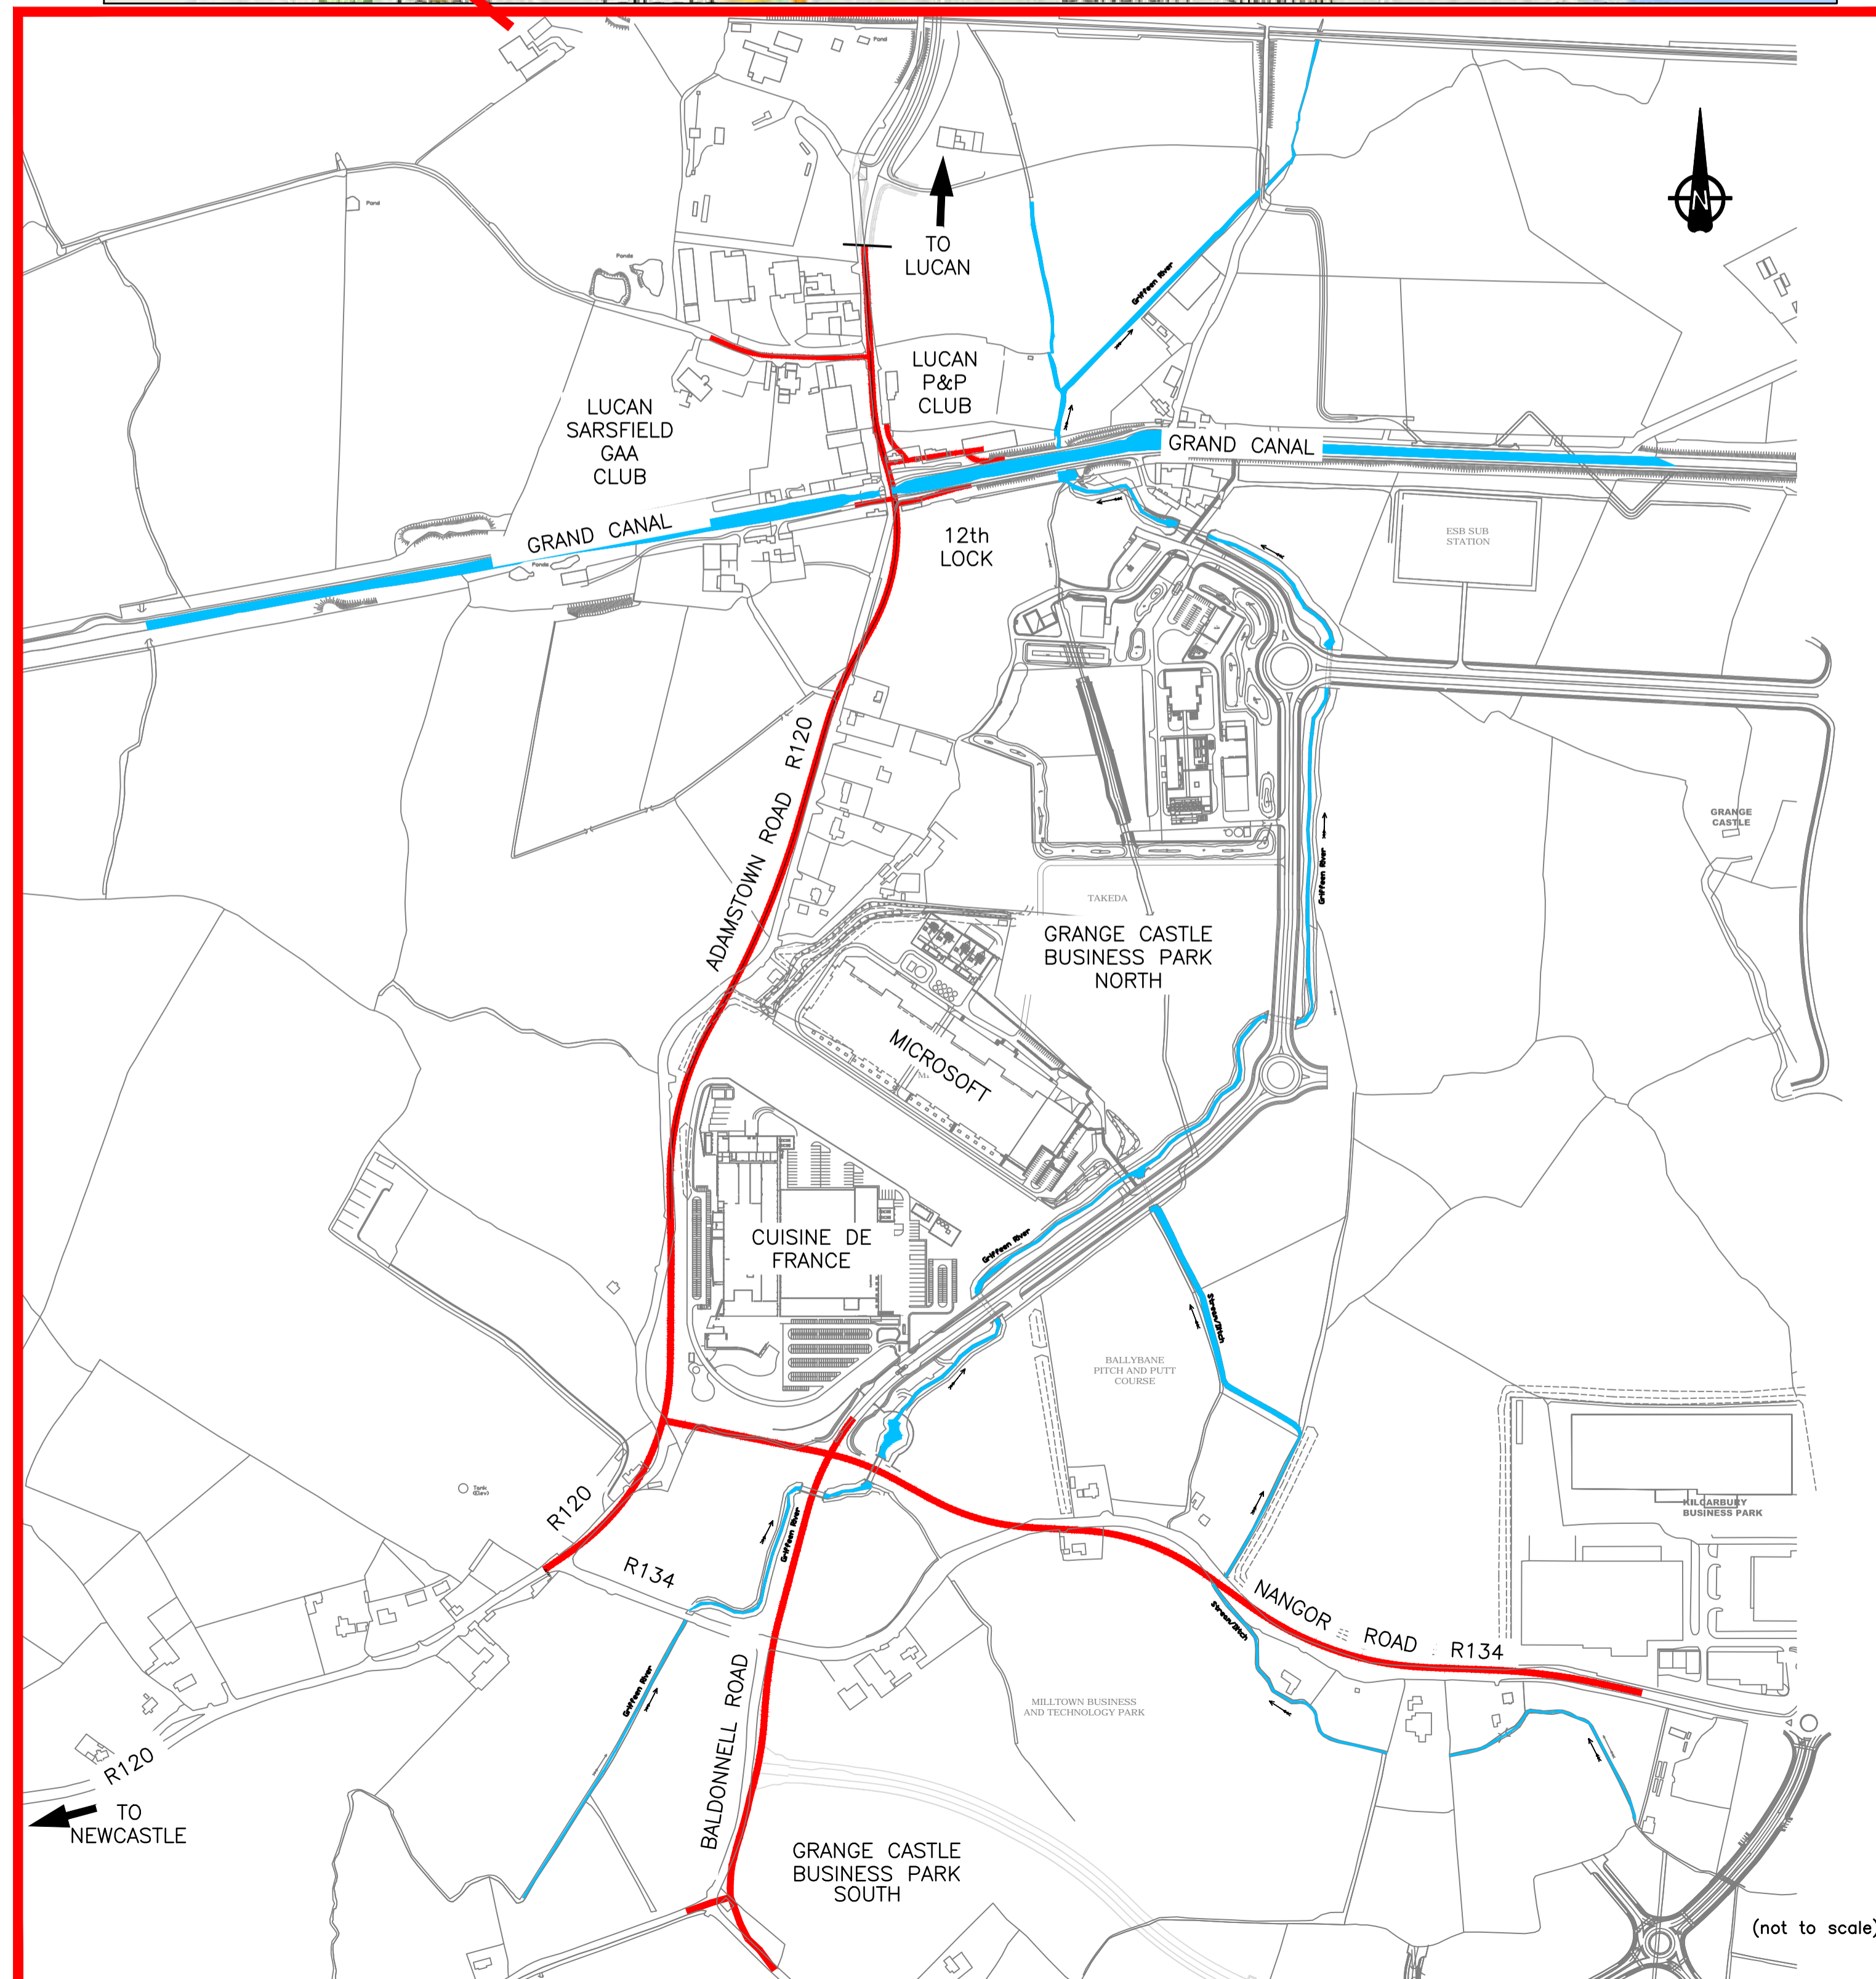 Pond
N
Pond
TO
LUCAN
Ponds
Griffeen River
LUCAN
P&P
CLUB
LUCAN
SARSFIELD
GAA
CLUB
GRAND CANAL
GRAND CANAL
12th
LOCK
ESB SUB
STATION
Ponds
ADAMSTOWN ROAD R120
GRANGE
CASTLE
Griffeen River
TAKEDA
GRANGE CASTLE
BUSINESS PARK
NORTH
MICROSOFT
CUISINE DE
FRANCE
Griffeen River
Stream/Ditch
BALLYBANE
PITCH AND PUTT
COURSE
Tank
(Elev)
R120
KILCARBURY
BUSINESS PARK
Griffeen River
R134
NANGOR ROAD R134
Stream/Ditch
Griffeen River
BALDONNELL ROAD
MILLTOWN BUSINESS
AND TECHNOLOGY PARK
R120
TO
NEWCASTLE
GRANGE CASTLE
BUSINESS PARK
SOUTH
(not to scale)